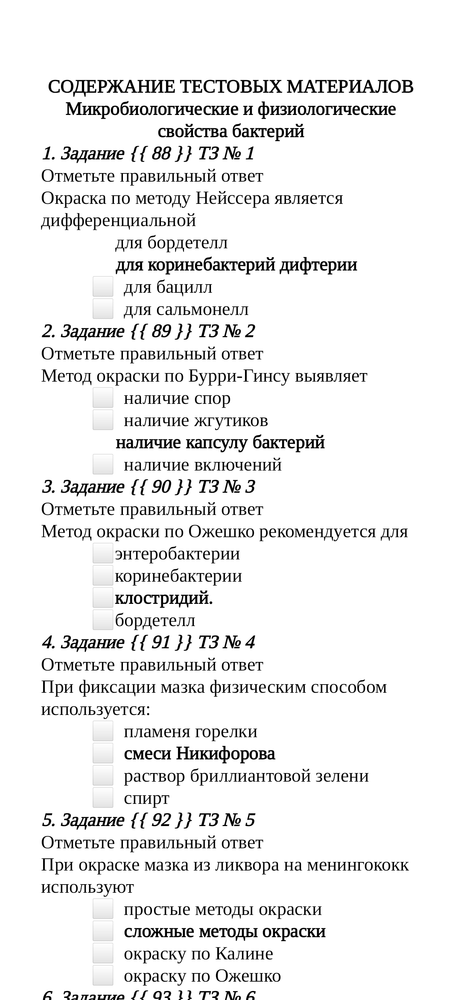 СОДЕРЖАНИЕ ТЕСТОВЫХ МАТЕРИАЛОВ
Микробиологические и физиологические
свойства бактерий
1. Задание {{ 88 }} ТЗ № 1
Отметьте правильный ответ
Окраска по методу Нейссера является
дифференциальной
для бордетелл
для коринебактерий дифтерии
для бацилл
для сальмонелл
2. Задание {{ 89 }} ТЗ № 2
Отметьте правильный ответ
Метод окраски по Бурри-Гинсу выявляет
наличие спор
наличие жгутиков
наличие капсулу бактерий
наличие включений
3. Задание {{ 90 }} ТЗ № 3
Отметьте правильный ответ
Метод окраски по Ожешко рекомендуется для
энтеробактерии
коринебактерии
клостридий.
бордетелл
4. Задание {{ 91 }} ТЗ № 4
Отметьте правильный ответ
При фиксации мазка физическим способом
используется:
пламеня горелки
смеси Никифорова
раствор бриллиантовой зелени
спирт
5. Задание {{ 92 }} ТЗ № 5
Отметьте правильный ответ
При окраске мазка из ликвора на менингококк
используют
простые методы окраски
сложные методы окраски
окраску по Калине
окраску по Ожешко
6. Задание {{ 93 }} ТЗ № 6